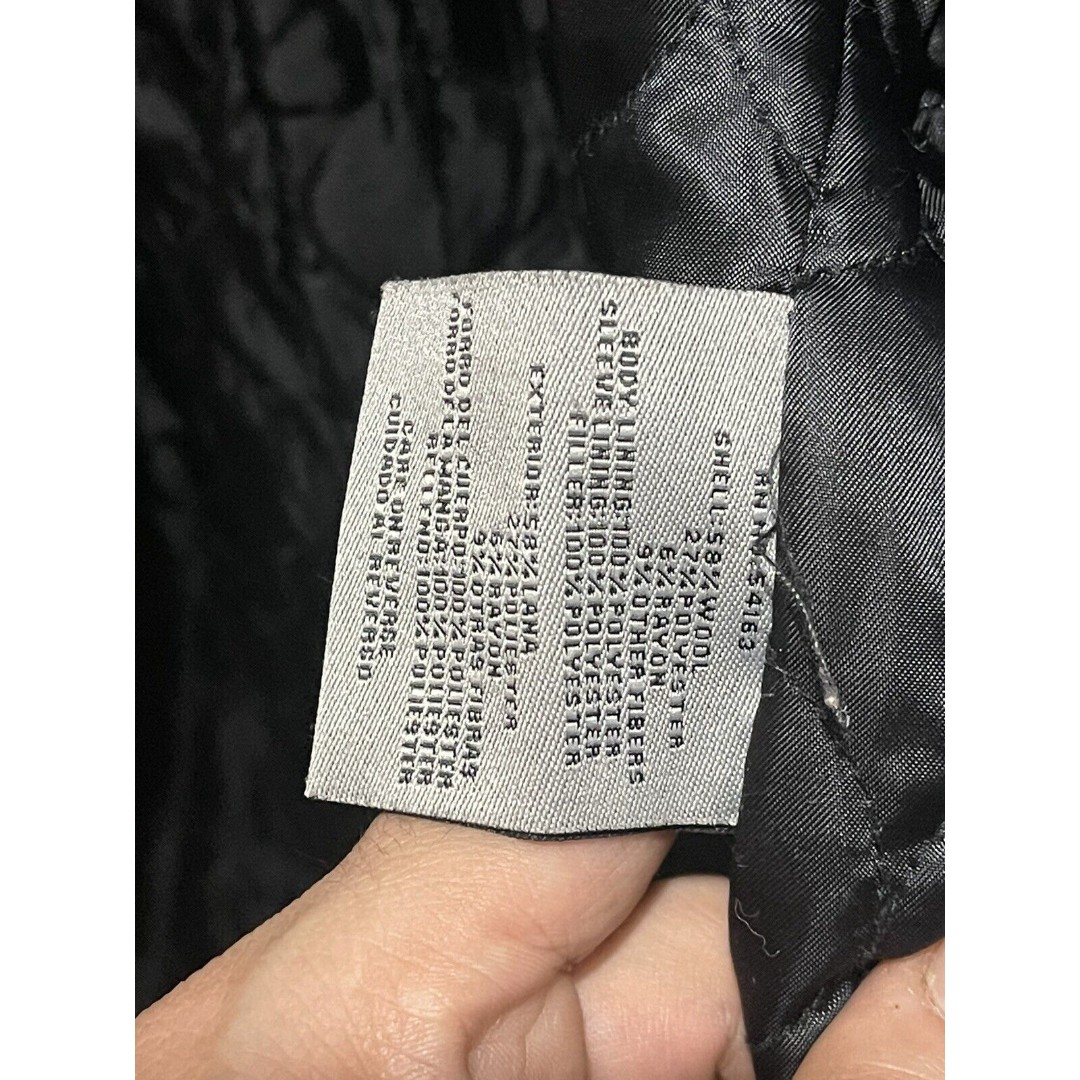 RN No 54163
SHELL:58% WOOL
27% POLYESTER
6% RAYON
9% OTHER FIBERS
BODY LINING:100% POLYESTER
SLEEVE LINING:100% POLYESTER
FILLER:100% POLYESTER
EXTERIOR:58% LANA
27% POLIESTER
6% RAYON
9% OTRAS FIBRAS
FORRO DEL CUERPO:100% POLIESTER
FORRO DE LA MANGA:100% POLIESTER
RELLENO:100% POLIESTER
CARE ON REVERSE
CUIDADO AL REVERSO